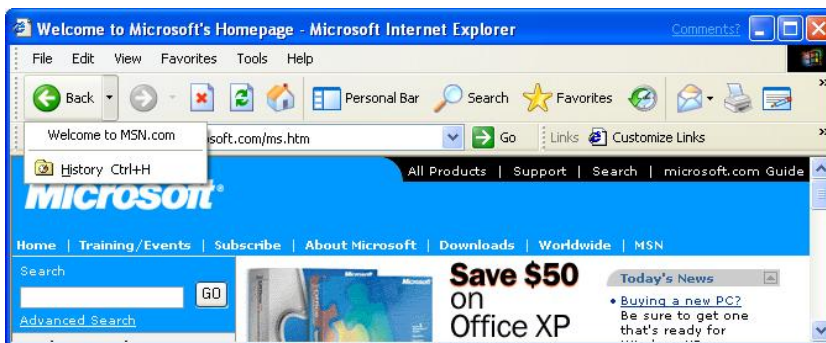 Welcome to Microsoft's Homepage - Microsoft Internet Explorer Comments?
File Edit View Favorites Tools Help
Back Personal Bar Search Favorites
Welcome to MSN.com
soft.com/ms.htm Go Links Customize Links
History Ctrl+H
All Products | Support | Search | microsoft.com Guide
Microsoft
Home | Training/Events | Subscribe | About Microsoft | Downloads | Worldwide | MSN
Search
GO
Advanced Search
Microsoft
Save $50
on
Office XP
Today's News
Buying a new PC?
Be sure to get one
that's ready for